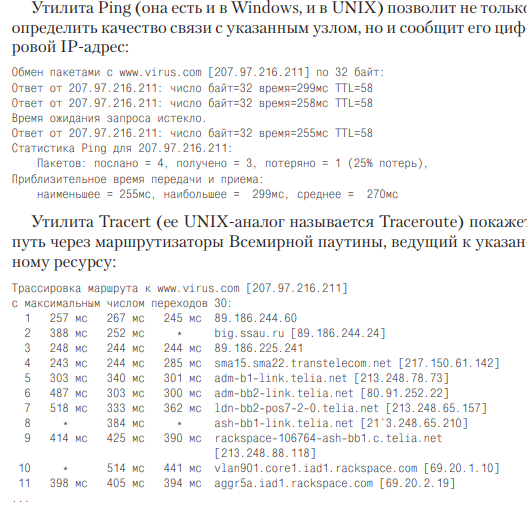 Утилита Ping (она есть и в Windows, и в UNIX) позволит не только
определить качество связи с указанным узлом, но и сообщит его циф-
ровой IP-адрес:
Обмен пакетами с www.virus.com [207.97.216.211] по 32 байт:
Ответ от 207.97.216.211: число байт=32 время=299мс TTL=58
Ответ от 207.97.216.211: число байт=32 время=258мс TTL=58
Время ожидания запроса истекло.
Ответ от 207.97.216.211: число байт=32 время=255мс TTL=58
Статистика Ping для 207.97.216.211:
Пакетов: послано = 4, получено = 3, потеряно = 1 (25% потерь),
Приблизительное время передачи и приема:
наименьшее = 255мс, наибольшее = 299мс, среднее = 270мс
Утилита Tracert (ее UNIX-аналог называется Traceroute) покажет
путь через маршрутизаторы Всемирной паутины, ведущий к указан-
ному ресурсу:
Трассировка маршрута к www.virus.com [207.97.216.211]
с максимальным числом переходов 30:
1 257 мс 267 мс 245 мс 89.186.244.60
2 388 мс 252 мс * big.ssau.ru [89.186.244.24]
3 248 мс 244 мс 244 мс 89.186.225.241
4 243 мс 244 мс 285 мс sma15.sma22.transtelecom.net [217.150.61.142]
5 303 мс 340 мс 301 мс adm-b1-link.telia.net [213.248.78.73]
6 487 мс 303 мс 300 мс adm-bb2-link.telia.net [80.91.252.22]
7 518 мс 333 мс 362 мс ldn-bb2-pos7-2-0.telia.net [213.248.65.157]
8 * 384 мс * ash-bb1-link.telia.net [21`3.248.65.210]
9 414 мс 425 мс 390 мс rackspace-106764-ash-bb1.c.telia.net
[213.248.88.118]
10 * 514 мс 441 мс vlan901.core1.iad1.rackspace.com [69.20.1.10]
11 398 мс 405 мс 394 мс aggr5a.iad1.rackspace.com [69.20.2.19]
...